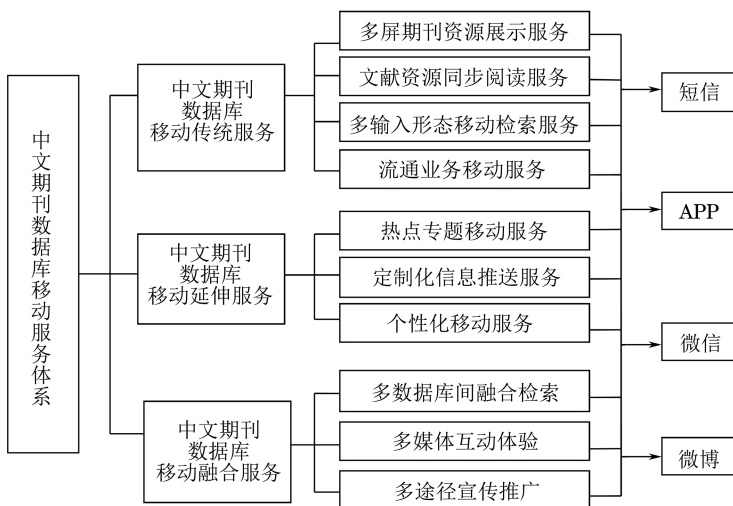 中文期刊数据库移动服务体系
中文期刊
数据库
移动传统服务
多屏期刊资源展示服务
文献资源同步阅读服务
多输入形态移动检索服务
流通业务移动服务
中文期刊
数据库
移动延伸服务
热点专题移动服务
定制化信息推送服务
个性化移动服务
中文期刊
数据库
移动融合服务
多数据库间融合检索
多媒体互动体验
多途径宣传推广
短信
APP
微信
微博